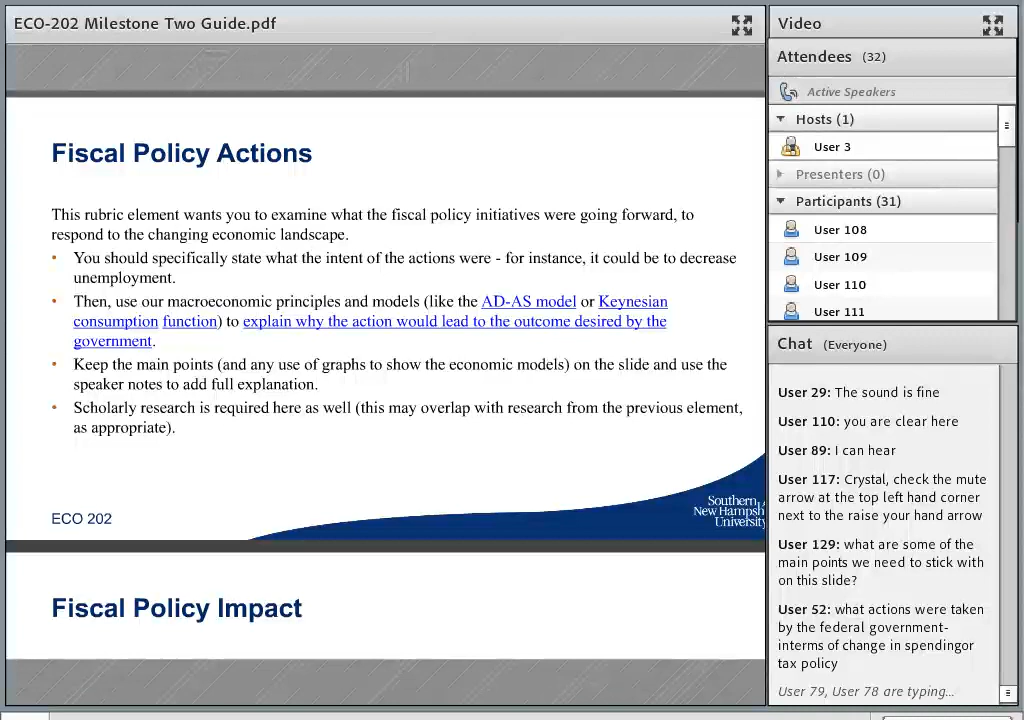 ECO-202 Milestone Two Guide.pdf
Fiscal Policy Actions
This rubric element wants you to examine what the fiscal policy initiatives were going forward, to
respond to the changing economic landscape.
• You should specifically state what the intent of the actions were - for instance, it could be to decrease
unemployment.
• Then, use our macroeconomic principles and models (like the AD-AS model or Keynesian
consumption function) to explain why the action would lead to the outcome desired by the
government.
• Keep the main points (and any use of graphs to show the economic models) on the slide and use the
speaker notes to add full explanation.
• Scholarly research is required here as well (this may overlap with research from the previous element,
as appropriate).
ECO 202
Southern
New Hampsh
University
Fiscal Policy Impact
Video
Attendees (32)
Active Speakers
Hosts (1)
User 3
Presenters (0)
Participants (31)
User 108
User 109
User 110
User 111
Chat (Everyone)
User 29: The sound is fine
User 110: you are clear here
User 89: I can hear
User 117: Crystal, check the mute
arrow at the top left hand corner
next to the raise your hand arrow
User 129: what are some of the
main points we need to stick with
on this slide?
User 52: what actions were taken
by the federal government-
interms of change in spendingor
tax policy
User 79, User 78 are typing...